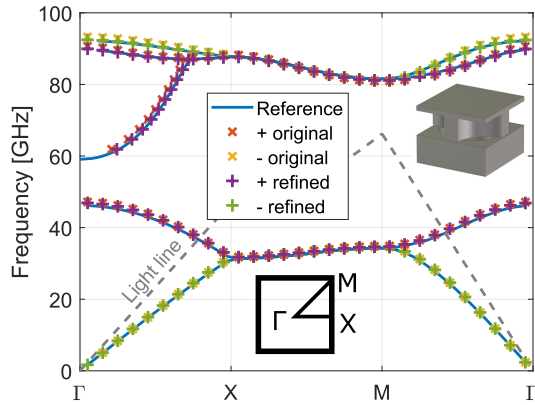 100
80
60
40
20
0
Frequency [GHz]
Reference
+ original
- original
+ refined
- refined
Light line
M
Γ
X
Γ
X
M
Γ